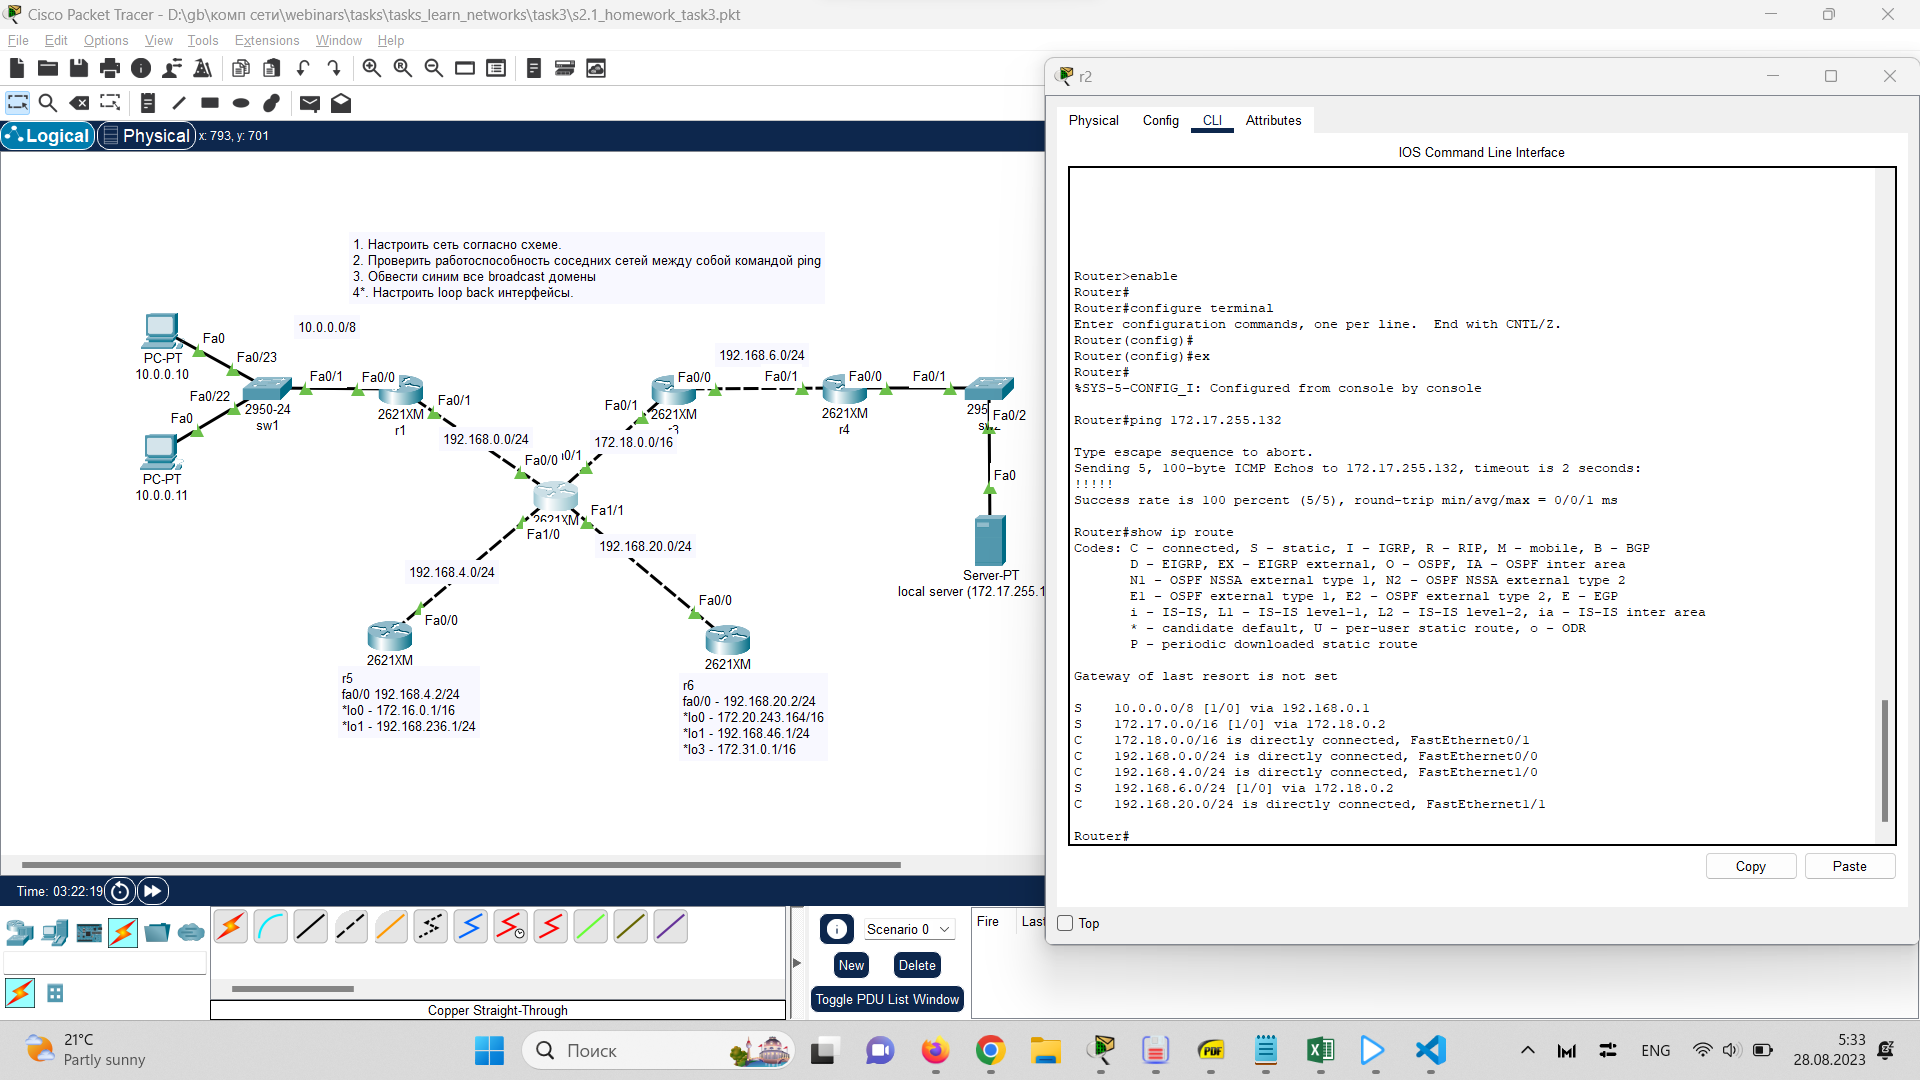 Cisco Packet Tracer - D:\gb\комп сети\webinars\tasks\tasks_learn_networks\task3\s2.1_homework_task3.pkt
File Edit Options View Tools Extensions Window Help
Logical Physical x: 793, y: 701
1. Настроить сеть согласно схеме.
2. Проверить работоспособность соседних сетей между собой командой ping
3. Обвести синим все broadcast домены
4*. Настроить loop back интерфейсы.
10.0.0.0/8
Fa0
PC-PT
10.0.0.10
Fa0/23
Fa0/22
Fa0
PC-PT
10.0.0.11
2950-24
sw1
Fa0/1
Fa0/0
2621XM
r1
Fa0/1
192.168.0.0/24
Fa0/0
0/1
2621XM
Fa1/0
Fa1/1
172.18.0.0/16
Fa0/1
Fa0/0
2621XM
r3
192.168.6.0/24
Fa0/1
Fa0/0
2621XM
r4
Fa0/1
295
sw2
Fa0/2
Fa0
Server-PT
local server (172.17.255.1
192.168.4.0/24
Fa0/0
2621XM
r5
fa0/0 192.168.4.2/24
*lo0 - 172.16.0.1/16
*lo1 - 192.168.236.1/24
192.168.20.0/24
Fa0/0
2621XM
r6
fa0/0 - 192.168.20.2/24
*lo0 - 172.20.243.164/16
*lo1 - 192.168.46.1/24
*lo3 - 172.31.0.1/16
r2
Physical Config CLI Attributes
IOS Command Line Interface
Router>enable
Router#
Router#configure terminal
Enter configuration commands, one per line. End with CNTL/Z.
Router(config)#
Router(config)#ex
Router#
%SYS-5-CONFIG_I: Configured from console by console
Router#ping 172.17.255.132
Type escape sequence to abort.
Sending 5, 100-byte ICMP Echos to 172.17.255.132, timeout is 2 seconds:
!!!!!
Success rate is 100 percent (5/5), round-trip min/avg/max = 0/0/1 ms
Router#show ip route
Codes: C - connected, S - static, I - IGRP, R - RIP, M - mobile, B - BGP
D - EIGRP, EX - EIGRP external, O - OSPF, IA - OSPF inter area
N1 - OSPF NSSA external type 1, N2 - OSPF NSSA external type 2
E1 - OSPF external type 1, E2 - OSPF external type 2, E - EGP
i - IS-IS, L1 - IS-IS level-1, L2 - IS-IS level-2, ia - IS-IS inter area
* - candidate default, U - per-user static route, o - ODR
P - periodic downloaded static route
Gateway of last resort is not set
S 10.0.0.0/8 [1/0] via 192.168.0.1
S 172.17.0.0/16 [1/0] via 172.18.0.2
C 172.18.0.0/16 is directly connected, FastEthernet0/1
C 192.168.0.0/24 is directly connected, FastEthernet0/0
C 192.168.4.0/24 is directly connected, FastEthernet1/0
S 192.168.6.0/24 [1/0] via 172.18.0.2
C 192.168.20.0/24 is directly connected, FastEthernet1/1
Router#
Copy Paste
Top
Time: 03:22:19
Scenario 0
New Delete
Toggle PDU List Window
Fire Last
Copper Straight-Through
21°C
Partly sunny
Поиск
PDF
ENG
5:33
28.08.2023